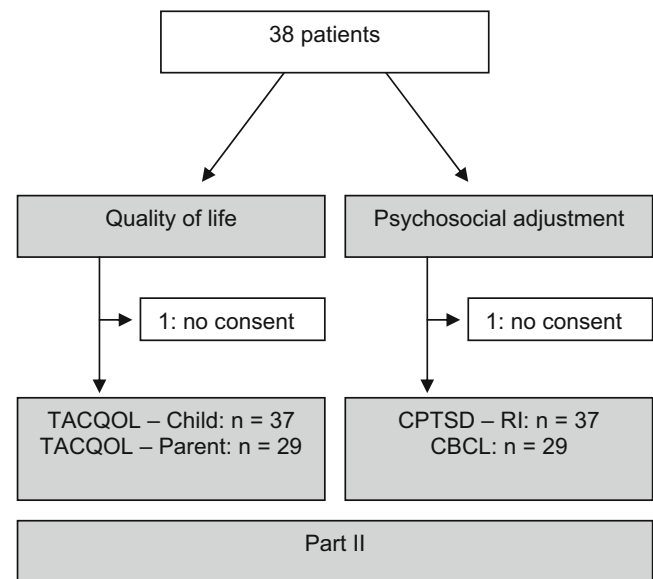 38 patients
Quality of life
Psychosocial adjustment
1: no consent
1: no consent
TACQOL – Child: n = 37
TACQOL – Parent: n = 29
CPTSD – RI: n = 37
CBCL: n = 29
Part II